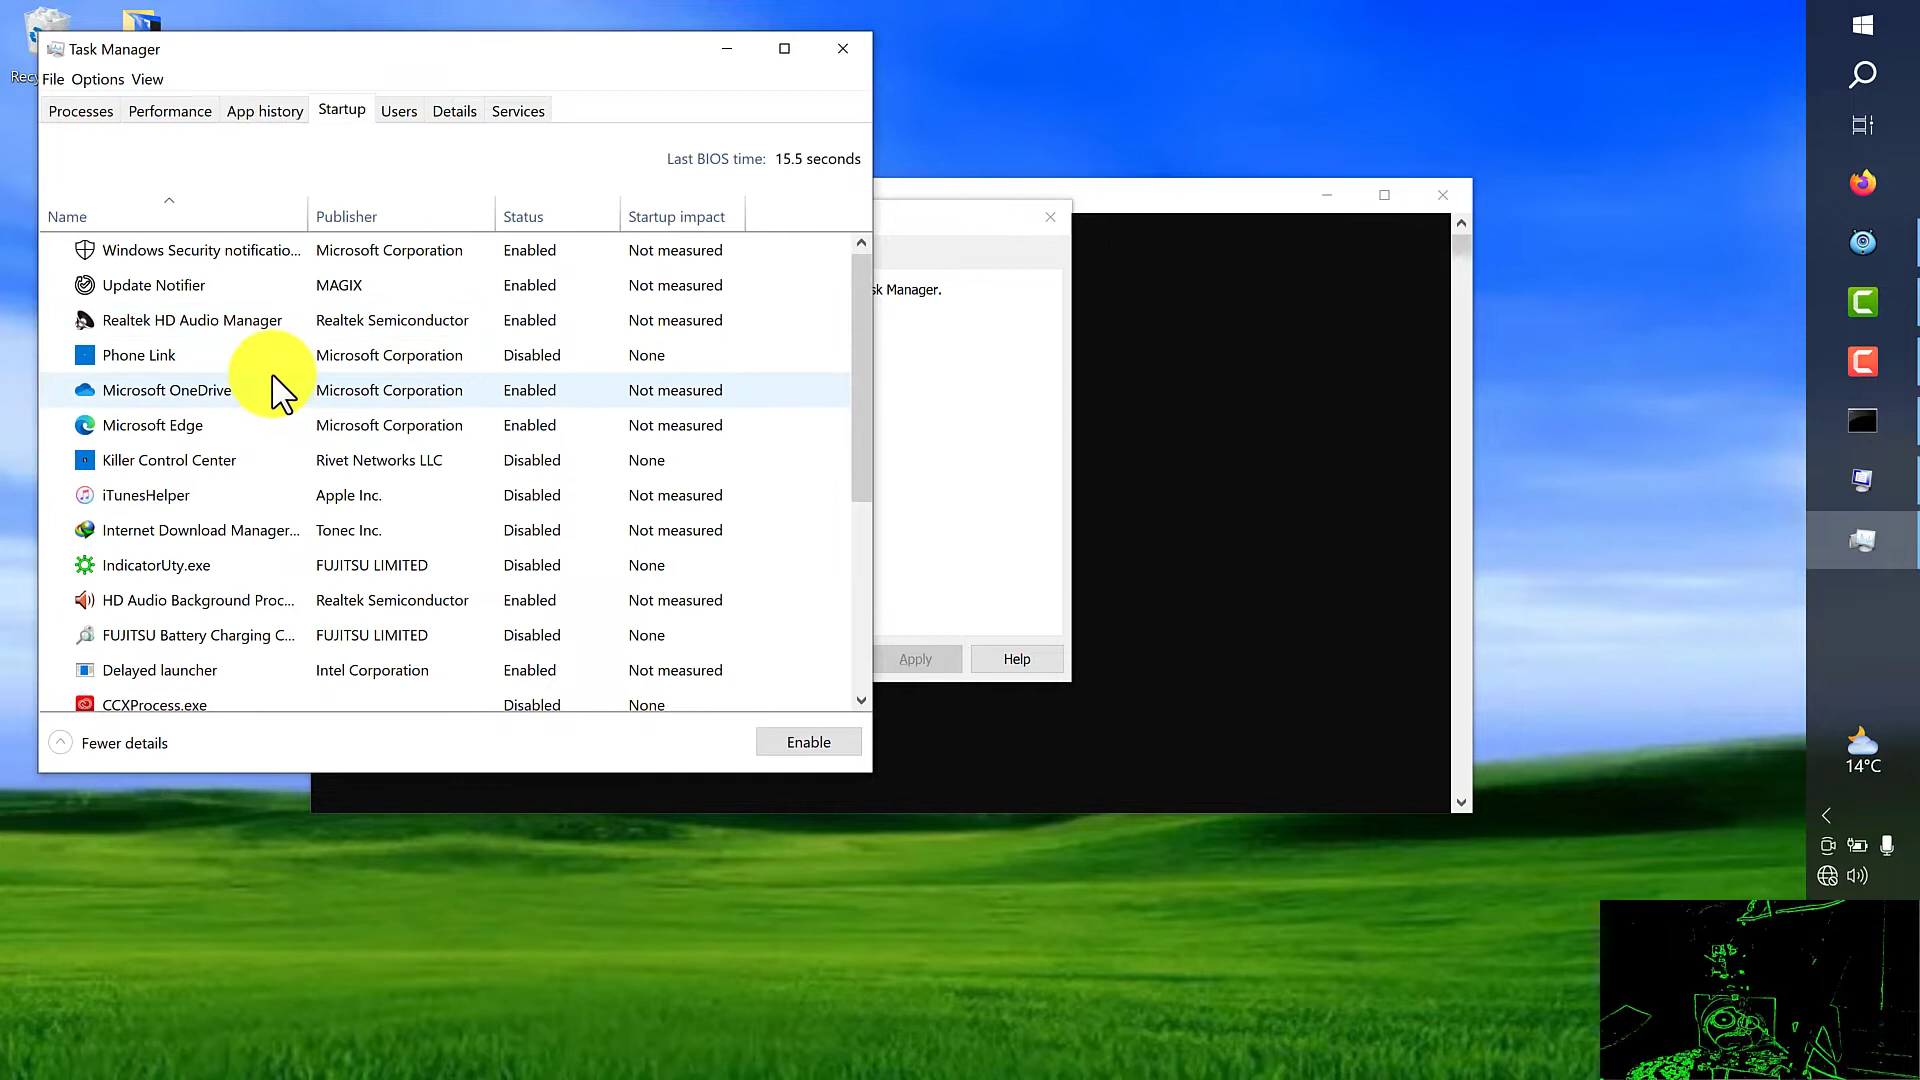 Task Manager
File Options View
Processes Performance App history Startup Users Details Services
Last BIOS time: 15.5 seconds
Name Publisher Status Startup impact
Windows Security notificatio... Microsoft Corporation Enabled Not measured
Update Notifier MAGIX Enabled Not measured
Realtek HD Audio Manager Realtek Semiconductor Enabled Not measured
Phone Link Microsoft Corporation Disabled None
Microsoft OneDrive Microsoft Corporation Enabled Not measured
Microsoft Edge Microsoft Corporation Enabled Not measured
Killer Control Center Rivet Networks LLC Disabled None
iTunesHelper Apple Inc. Disabled Not measured
Internet Download Manager... Tonec Inc. Disabled Not measured
IndicatorUty.exe FUJITSU LIMITED Disabled None
HD Audio Background Proc... Realtek Semiconductor Enabled Not measured
FUJITSU Battery Charging C... FUJITSU LIMITED Disabled None
Delayed launcher Intel Corporation Enabled Not measured
CCXProcess.exe Disabled None
Fewer details Enable
sk Manager.
Apply Help
Recy
14°C